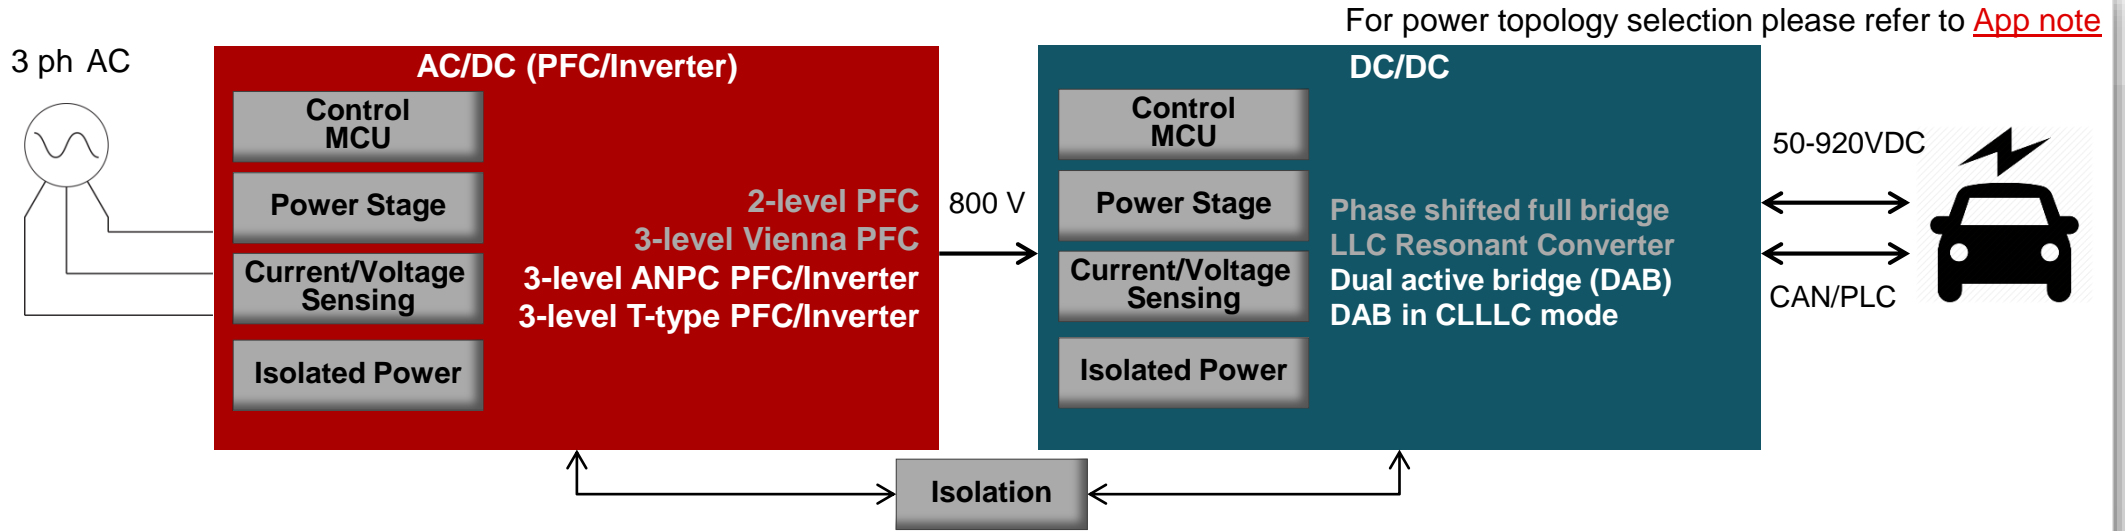 For power topology selection please refer to App note
3 ph AC
AC/DC (PFC/Inverter)
Control
MCU
Power Stage
Current/Voltage
Sensing
Isolated Power
2-level PFC
3-level Vienna PFC
3-level ANPC PFC/Inverter
3-level T-type PFC/Inverter
800 V
DC/DC
Control
MCU
Power Stage
Current/Voltage
Sensing
Isolated Power
Phase shifted full bridge
LLC Resonant Converter
Dual active bridge (DAB)
DAB in CLLLC mode
50-920VDC
CAN/PLC
Isolation